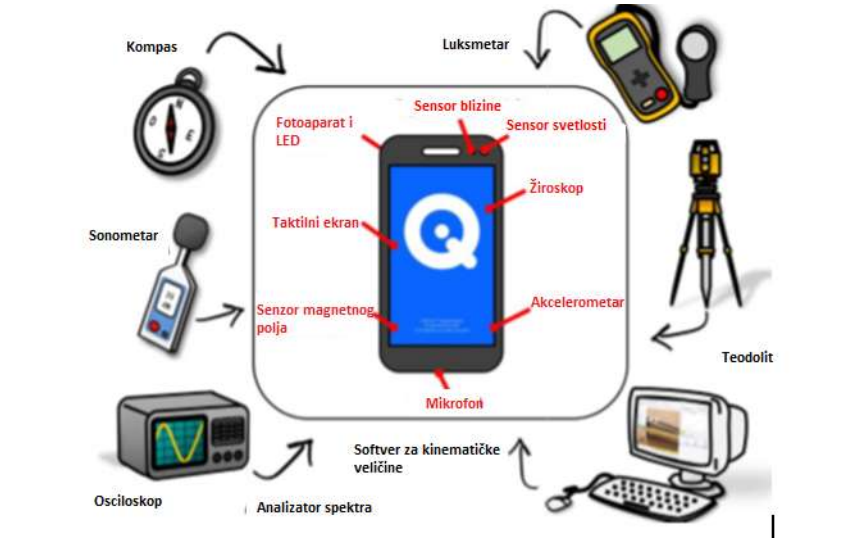 Kompas
Luksmetar
Sensor blizine
Fotoaparat i
LED
Sensor svetlosti
Žiroskop
Taktilni ekran
Sonometar
Senzor magnetnog
polja
Akcelerometar
Teodolit
Mikrofon
Softver za kinematičke
veličine
Osciloskop
Analizator spektra